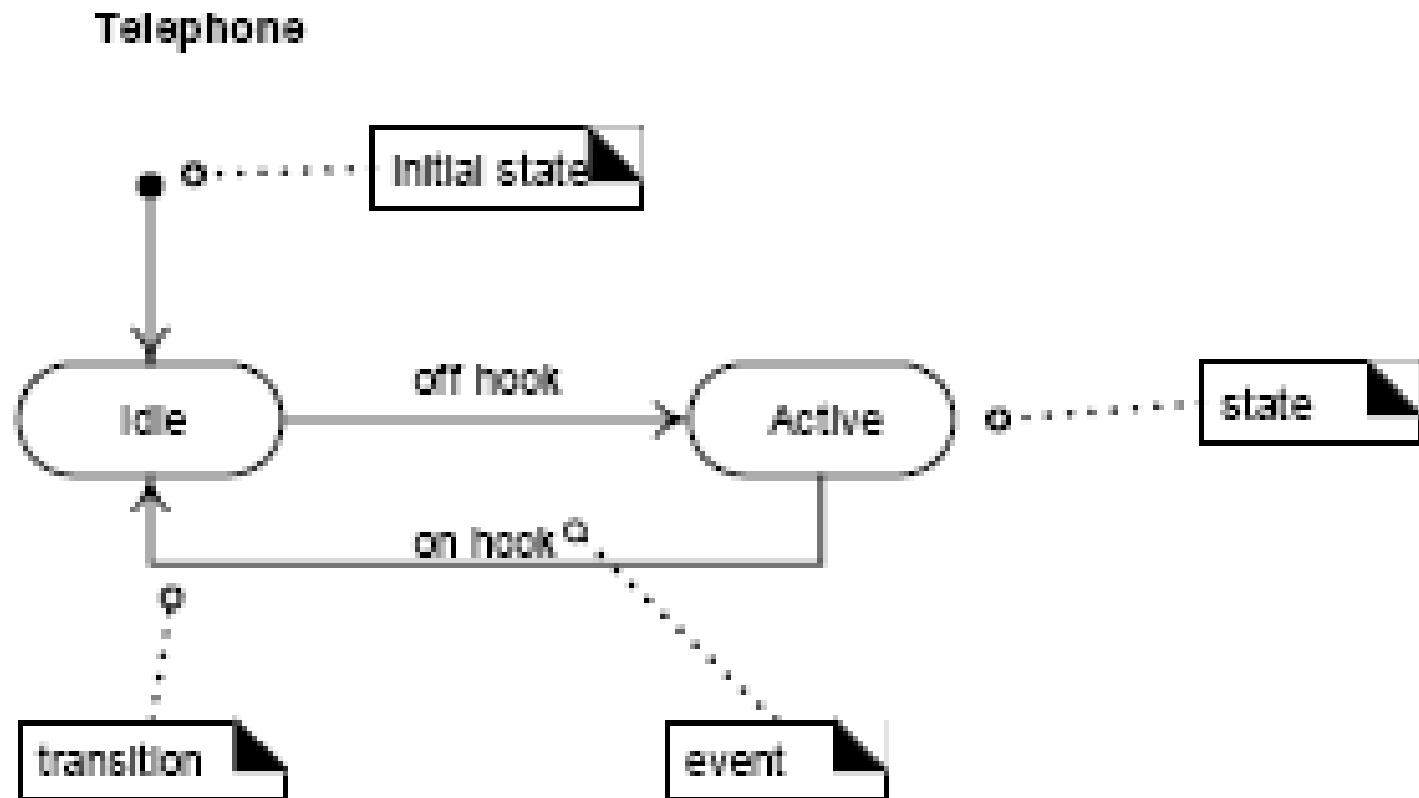 Telephone
initial state
off hook
Idle
Active
state
on hook
transition
event